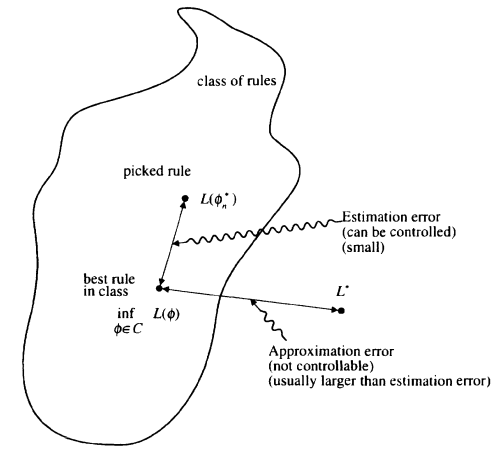 class of rules
picked rule
L(ϕₙ*)
Estimation error
(can be controlled)
(small)
best rule
in class
inf L(ϕ)
ϕ∈C
L*
Approximation error
(not controllable)
(usually larger than estimation error)